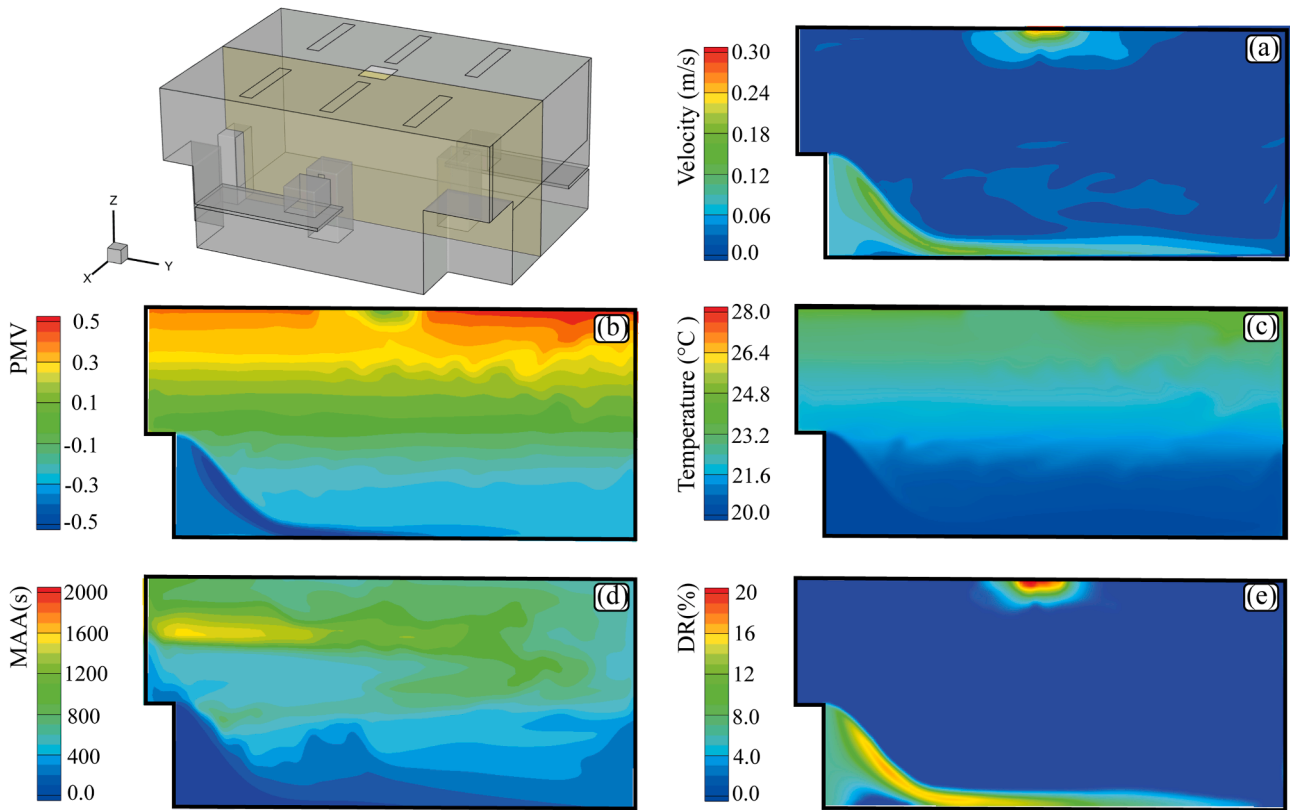 Z
X
Y
Velocity (m/s)
0.30
0.24
0.18
0.12
0.06
0.0
(a)
PMV
0.5
0.3
0.1
-0.1
-0.3
-0.5
(b)
Temperature (°C)
28.0
26.4
24.8
23.2
21.6
20.0
(c)
MAA(s)
2000
1600
1200
800
400
0.0
(d)
DR(%)
20
16
12
8.0
4.0
0.0
(e)